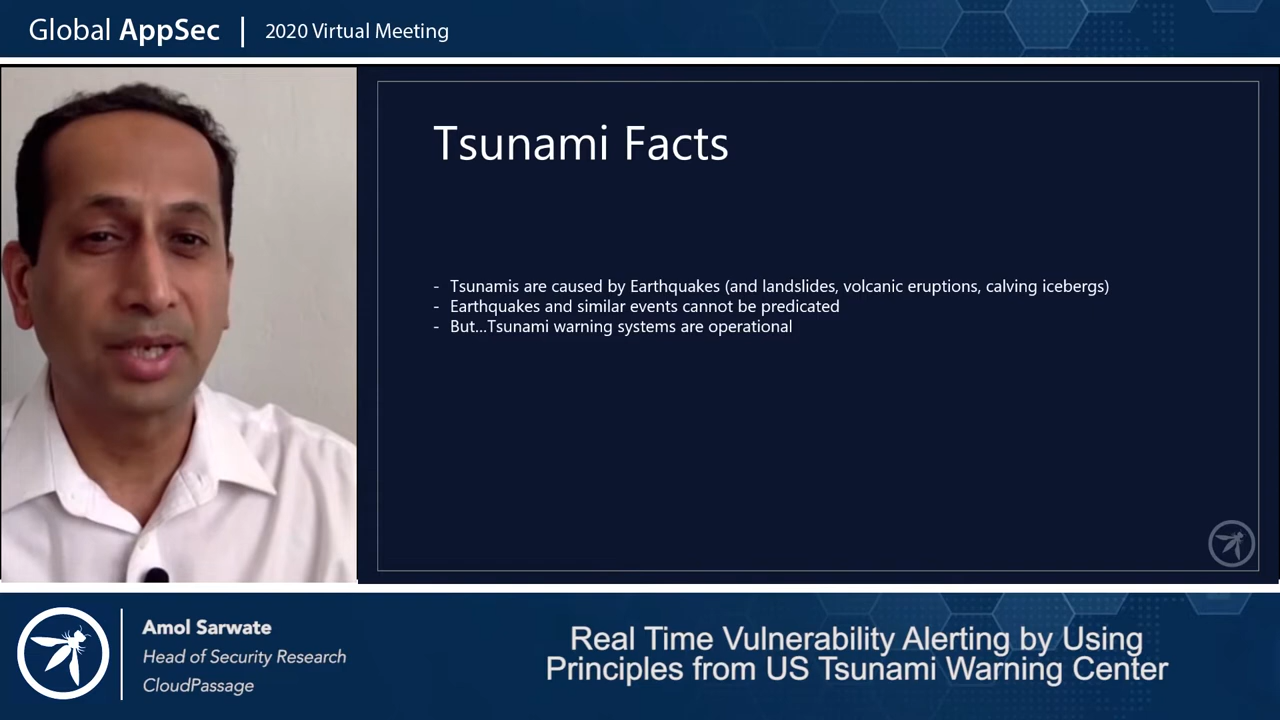 Global AppSec | 2020 Virtual Meeting
Tsunami Facts
- Tsunamis are caused by Earthquakes (and landslides, volcanic eruptions, calving icebergs)
- Earthquakes and similar events cannot be predicated
- But...Tsunami warning systems are operational
Amol Sarwate
Head of Security Research
CloudPassage
Real Time Vulnerability Alerting by Using
Principles from US Tsunami Warning Center